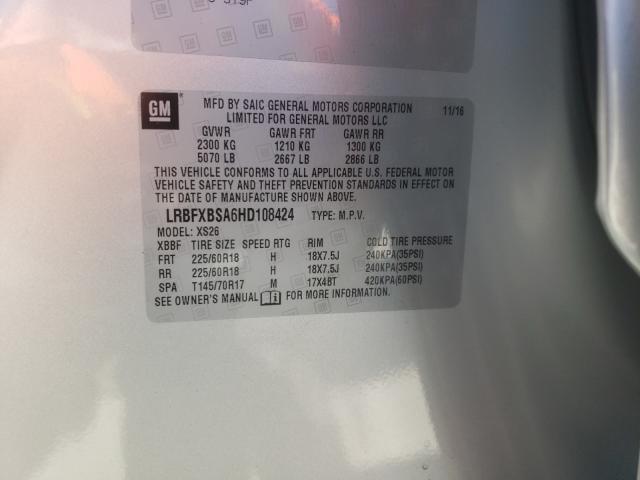 GM
MFD BY SAIC GENERAL MOTORS CORPORATION 11/16
LIMITED FOR GENERAL MOTORS LLC
GVWR GAWR FRT GAWR RR
2300 KG 1210 KG 1300 KG
5070 LB 2667 LB 2866 LB
THIS VEHICLE CONFORMS TO ALL APPLICABLE U.S. FEDERAL MOTOR
VEHICLE SAFETY AND THEFT PREVENTION STANDARDS IN EFFECT ON
THE DATE OF MANUFACTURE SHOWN ABOVE.
LRBFXBSA6HD108424 TYPE: M.P.V.
MODEL: XS26
XBBF TIRE SIZE SPEED RTG RIM COLD TIRE PRESSURE
FRT 225/60R18 H 18X7.5J 240KPA(35PSI)
RR 225/60R18 H 18X7.5J 240KPA(35PSI)
SPA T145/70R17 M 17X4BT 420KPA(60PSI)
SEE OWNER'S MANUAL FOR MORE INFORMATION.